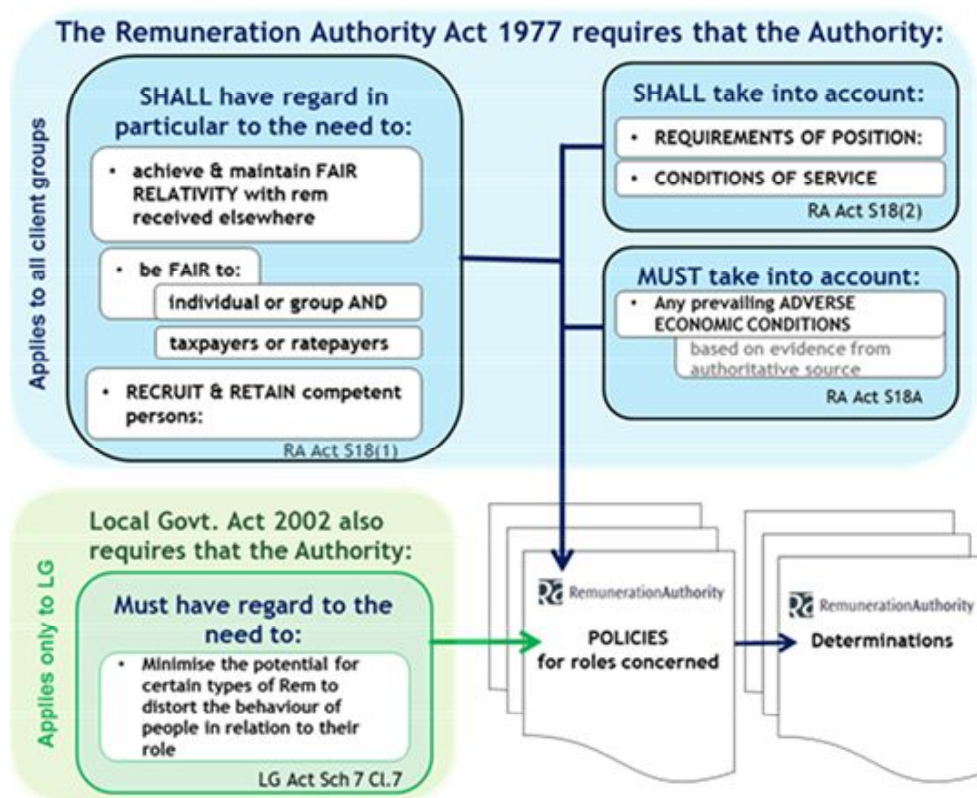 The Remuneration Authority Act 1977 requires that the Authority:
Applies to all client groups
SHALL have regard in
particular to the need to:
• achieve & maintain FAIR
RELATIVITY with rem
received elsewhere
• be FAIR to:
individual or group AND
taxpayers or ratepayers
• RECRUIT & RETAIN competent
persons:
RA Act S18(1)
SHALL take into account:
• REQUIREMENTS OF POSITION:
• CONDITIONS OF SERVICE
RA Act S18(2)
MUST take into account:
• Any prevailing ADVERSE
ECONOMIC CONDITIONS
based on evidence from
authoritative source
RA Act S18A
Applies only to LG
Local Govt. Act 2002 also
requires that the Authority:
Must have regard to the
need to:
• Minimise the potential for
certain types of Rem to
distort the behaviour of
people in relation to their
role
LG Act Sch 7 Cl.7
Ra RemunerationAuthority
POLICIES
for roles concerned
Ra RemunerationAuthority
Determinations